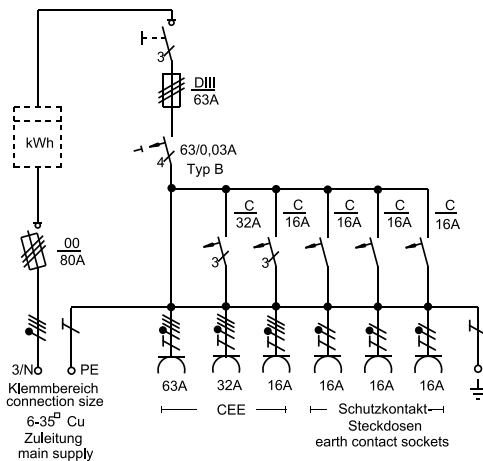 3
DIII
63A
kWh
63/0,03A
4
Typ B
C
32A
C
16A
C
16A
C
16A
C
16A
3
3
00
80A
3/N
PE
63A
32A
16A
16A
16A
16A
Klemmbereich
connection size
6-35□ Cu
Zuleitung
main supply
CEE
Schutzkontakt-
Steckdosen
earth contact sockets